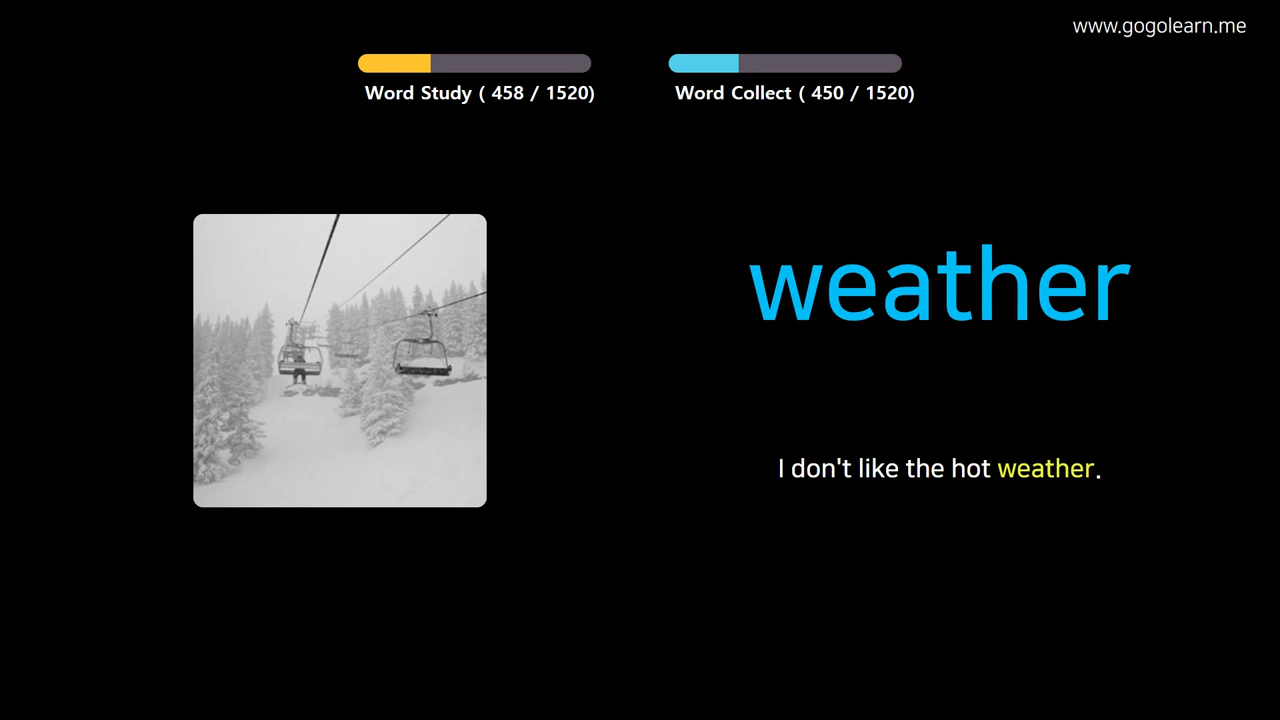 www.gogolearn.me
Word Study ( 458 / 1520)
Word Collect ( 450 / 1520)
weather
I don't like the hot weather.